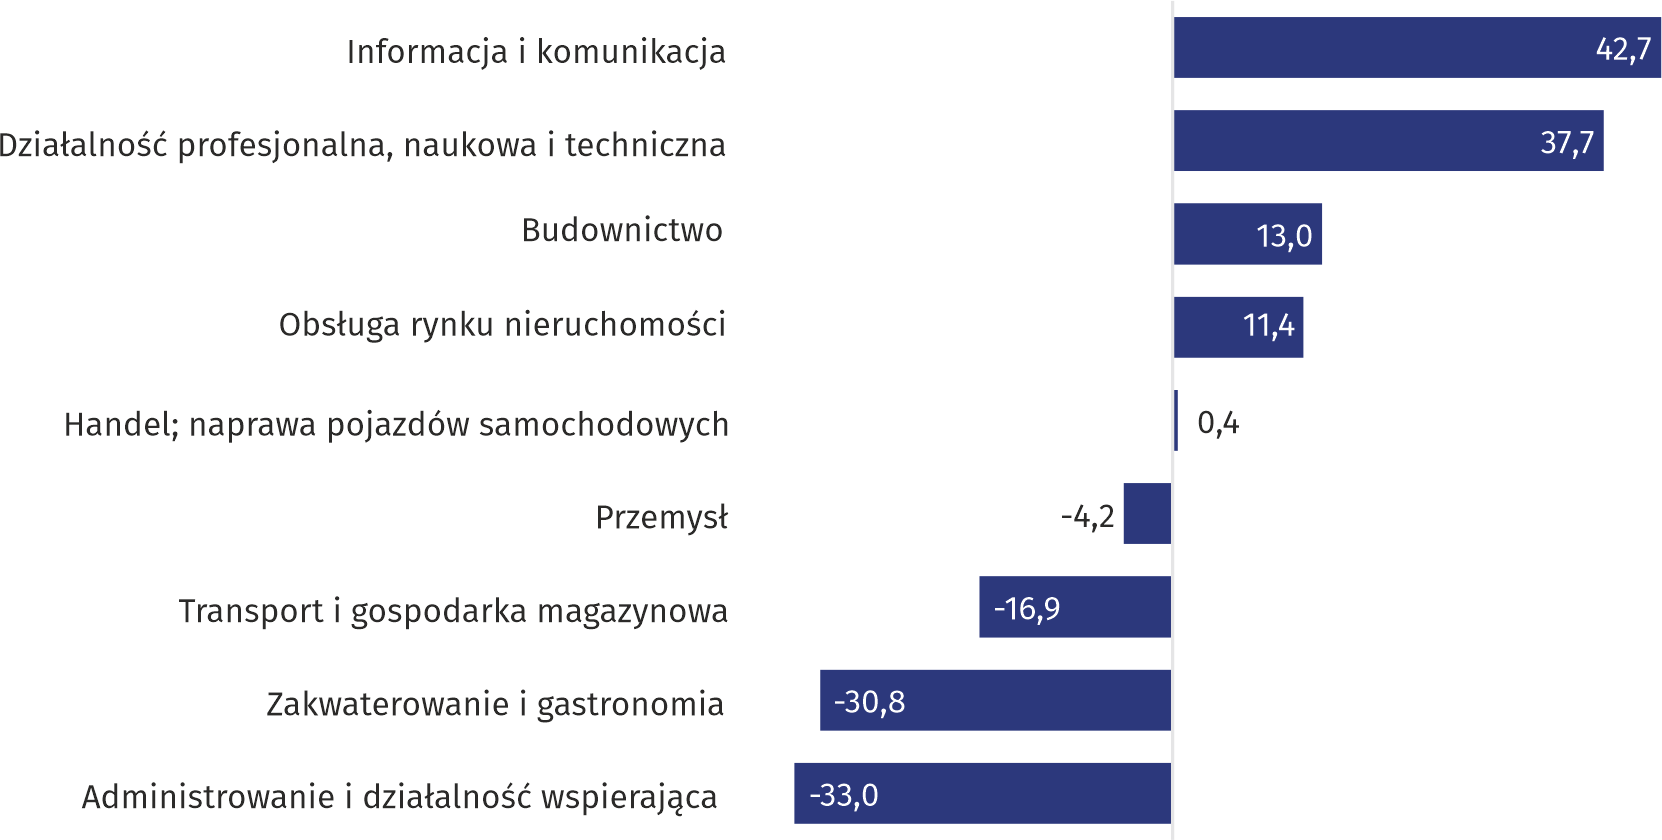 Informacja i komunikacja 42,7
Działalność profesjonalna, naukowa i techniczna 37,7
Budownictwo 13,0
Obsługa rynku nieruchomości 11,4
Handel; naprawa pojazdów samochodowych 0,4
Przemysł -4,2
Transport i gospodarka magazynowa -16,9
Zakwaterowanie i gastronomia -30,8
Administrowanie i działalność wspierająca -33,0